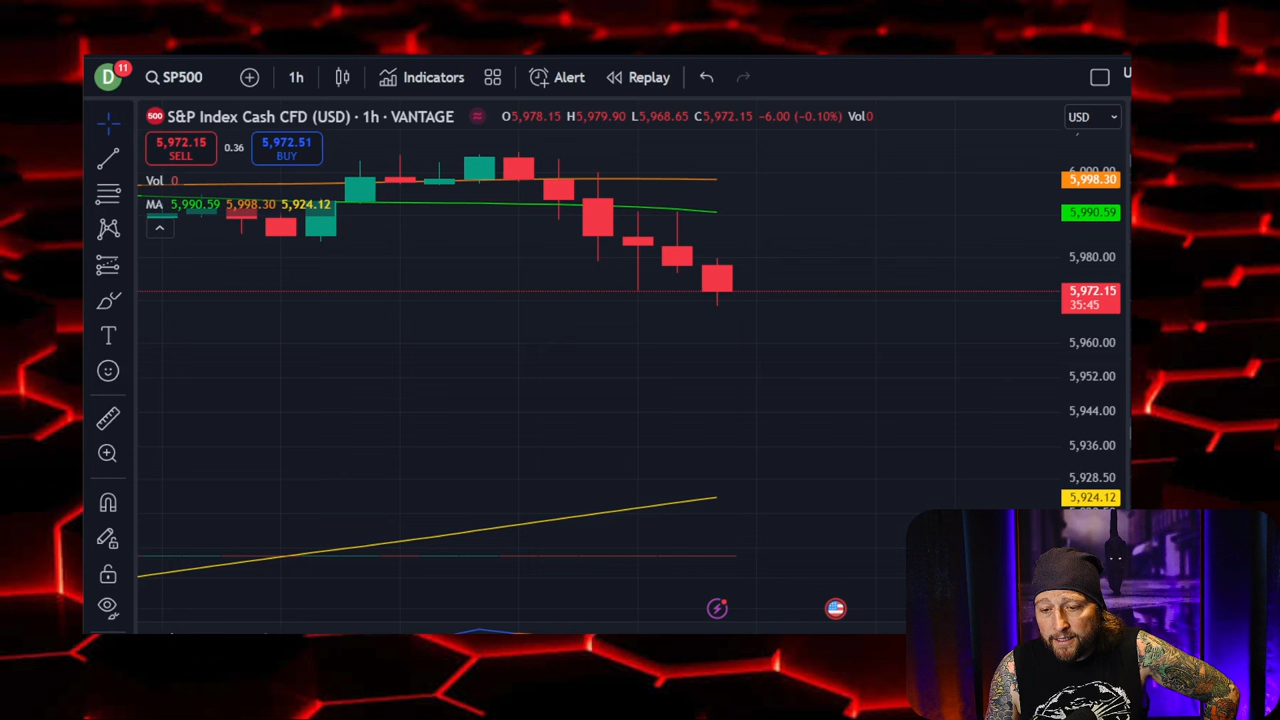 D 11 SP500 1h Indicators Alert Replay U
500 S&P Index Cash CFD (USD) · 1h · VANTAGE O5,978.15 H5,979.90 L5,968.65 C5,972.15 -6.00 (-0.10%) Vol0 USD
5,972.15 SELL 0.36 5,972.51 BUY
Vol 0
MA 5,990.59 5,998.30 5,924.12
5,998.30
5,990.59
5,980.00
5,972.15
35:45
5,960.00
5,952.00
5,944.00
5,936.00
5,928.50
5,924.12